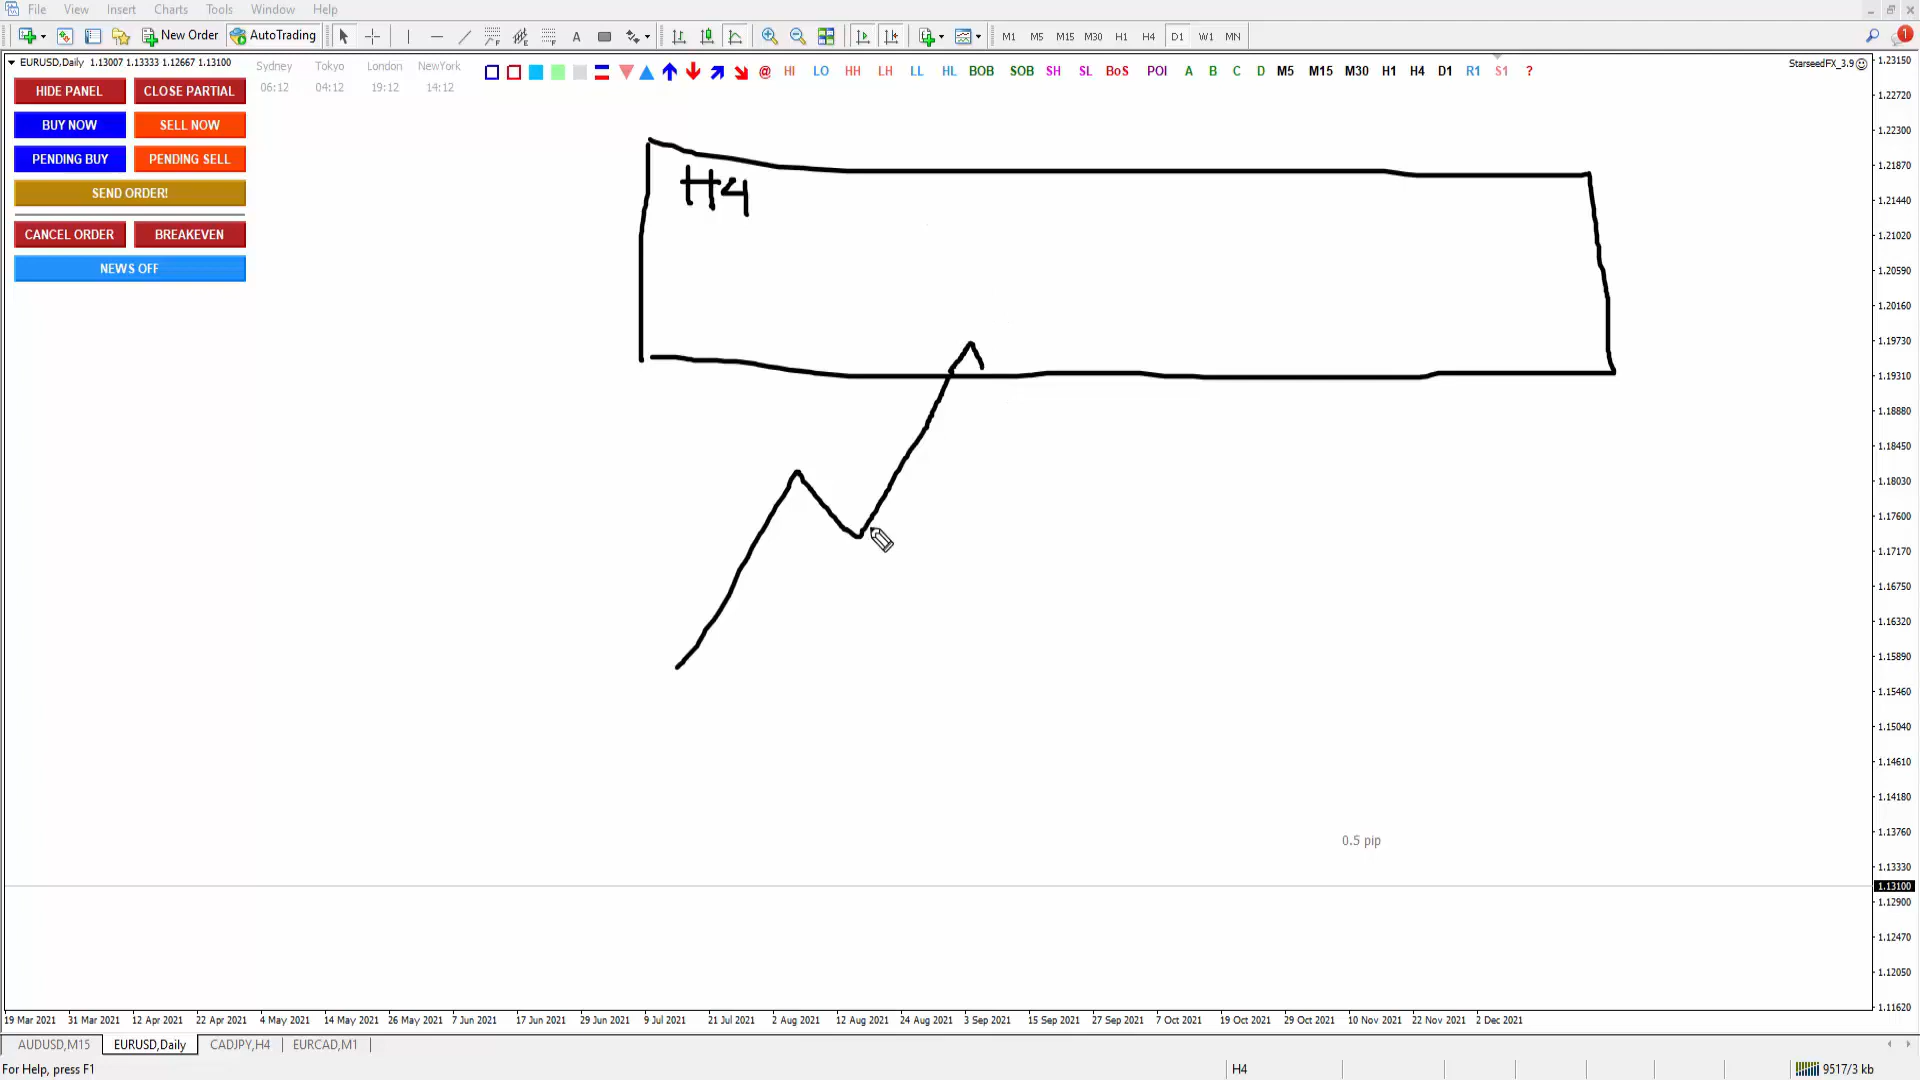 File View Insert Charts Tools Window Help
New Order AutoTrading A M1 M5 M15 M30 H1 H4 D1 W1 MN 1
EURUSD,Daily 1.13007 1.13333 1.12667 1.13100
Sydney Tokyo London NewYork
06:12 04:12 19:12 14:12
@ HI LO HH LH LL HL BOB SOB SH SL BoS POI A B C D M5 M15 M30 H1 H4 D1 R1 S1 ?
StarseedFX_3.9
HIDE PANEL CLOSE PARTIAL
BUY NOW SELL NOW
PENDING BUY PENDING SELL
SEND ORDER!
CANCEL ORDER BREAKEVEN
NEWS OFF
H4
0.5 pip
1.23150
1.22720
1.22300
1.21870
1.21440
1.21020
1.20590
1.20160
1.19730
1.19310
1.18880
1.18450
1.18030
1.17600
1.17170
1.16750
1.16320
1.15890
1.15460
1.15040
1.14610
1.14180
1.13760
1.13330
1.13100
1.12900
1.12470
1.12050
1.11620
19 Mar 2021 31 Mar 2021 12 Apr 2021 22 Apr 2021 4 May 2021 14 May 2021 26 May 2021 7 Jun 2021 17 Jun 2021 29 Jun 2021 9 Jul 2021 21 Jul 2021 2 Aug 2021 12 Aug 2021 24 Aug 2021 3 Sep 2021 15 Sep 2021 27 Sep 2021 7 Oct 2021 19 Oct 2021 29 Oct 2021 10 Nov 2021 22 Nov 2021 2 Dec 2021
AUDUSD,M15 EURUSD,Daily CADJPY,H4 EURCAD,M1
For Help, press F1 H4 9517/3 kb